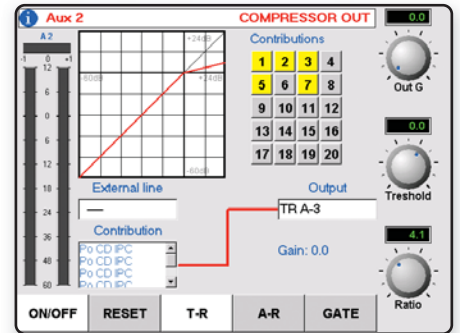 i Aux 2
COMPRESSOR OUT
0.0
Out G
A2
-1 0 +1
12
6
0
6
12
18
24
36
48
60
+24dB
-60dB
+24dB
-60dB
Contributions
1 2 3 4
5 6 7 8
9 10 11 12
13 14 15 16
17 18 19 20
0.0
Treshold
External line
—
Output
TR A-3
Contribution
Po CD IPC
Po CD IPC
Po CD IPC
Po CD IPC
Gain: 0.0
4.1
Ratio
ON/OFF
RESET
T-R
A-R
GATE